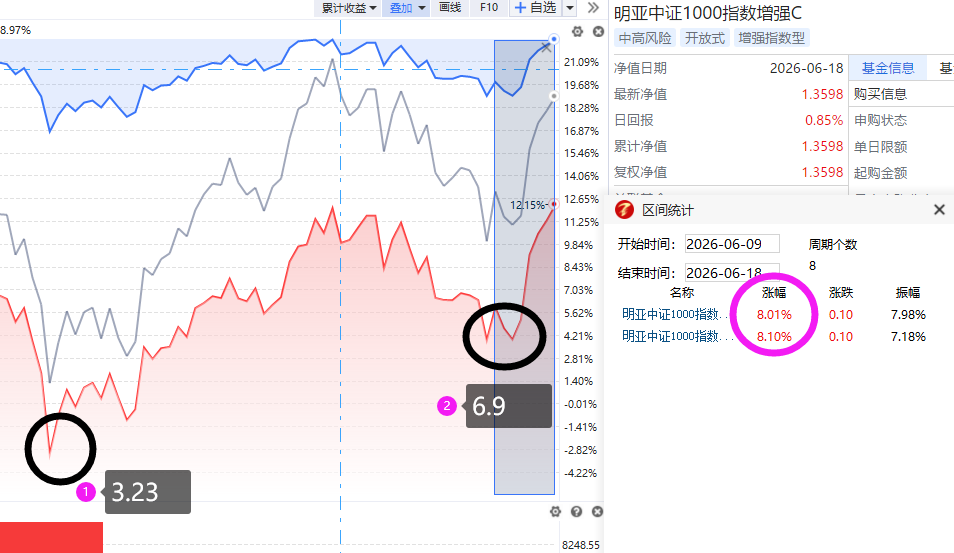 累计收益 叠加 画线 F10 自选
8.97%
21.09%
19.68%
18.28%
16.87%
15.46%
14.06%
12.65%
12.15%
11.25%
9.84%
8.43%
7.03%
5.62%
4.21%
2.81%
1.40%
-0.01%
-1.41%
-2.82%
-4.22%
2 6.9
1 3.23
8248.55
明亚中证1000指数增强C
中高风险 开放式 增强指数型
净值日期 2026-06-18
最新净值 1.3598
日回报 0.85%
累计净值 1.3598
复权净值 1.3598
基金信息 基
购买信息
申购状态
单日限额
起购金额
区间统计
开始时间: 2026-06-09 周期个数
结束时间: 2026-06-18 8
名称 涨幅 涨跌 振幅
明亚中证1000指数... 8.01% 0.10 7.98%
明亚中证1000指数... 8.10% 0.10 7.18%